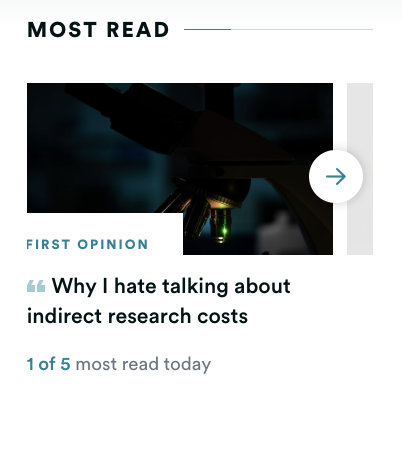 MOST READ
FIRST OPINION
“ Why I hate talking about
indirect research costs
1 of 5 most read today